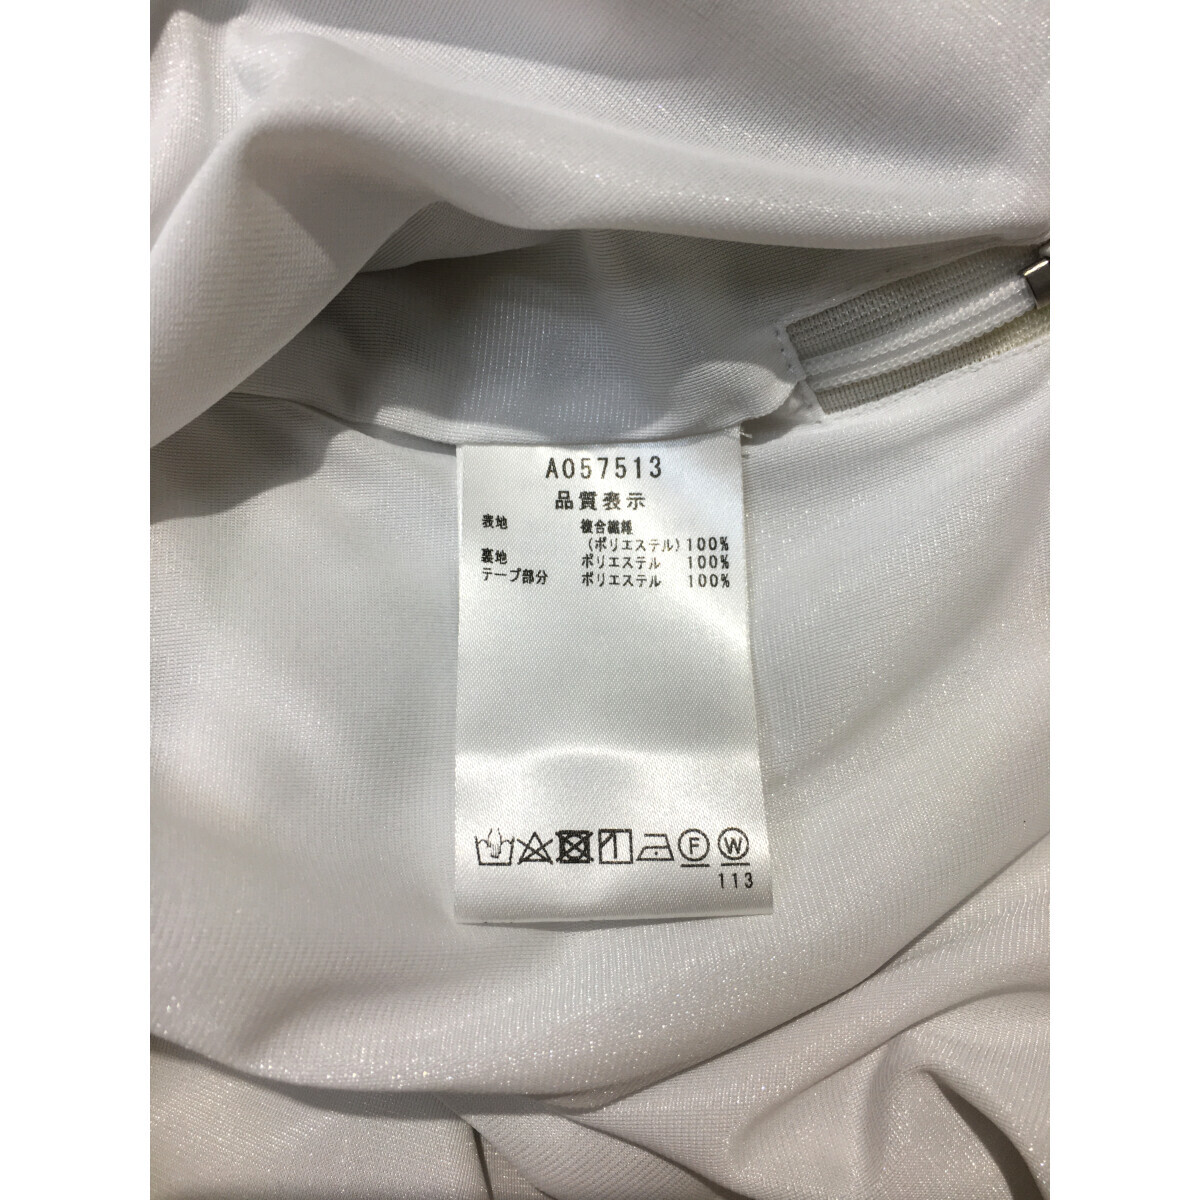 A057513
品質表示
表地 複合繊維
(ポリエステル) 100%
裏地 ポリエステル 100%
テープ部分 ポリエステル 100%
F W
113